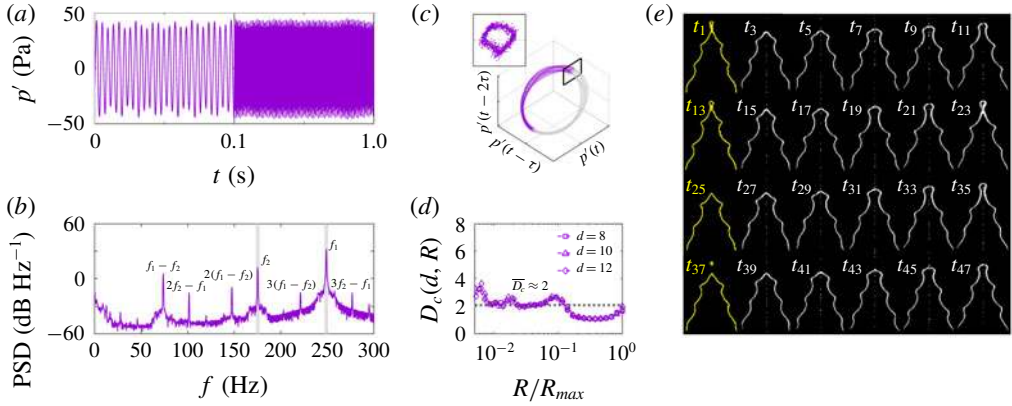 (a)
p′ (Pa)
50
0
−50
0
0.1
1.0
t (s)
(b)
PSD (dB Hz⁻¹)
60
0
−60
f₁ − f₂
2f₂ − f₁
2(f₁ − f₂)
f₂
3(f₁ − f₂)
f₁
3f₂ − f₁
0
50
100
150
200
250
300
f (Hz)
(c)
p′(t − 2τ)
p′(t − τ)
p′(t)
(d)
D_c(d, R)
8
6
4
2
0
d = 8
d = 10
d = 12
D̅_c ≈ 2
10⁻²
10⁻¹
10⁰
R/R_max
(e)
t₁ t₃ t₅ t₇ t₉ t₁₁
t₁₃ t₁₅ t₁₇ t₁₉ t₂₁ t₂₃
t₂₅ t₂₇ t₂₉ t₃₁ t₃₃ t₃₅
t₃₇* t₃₉ t₄₁ t₄₃ t₄₅ t₄₇